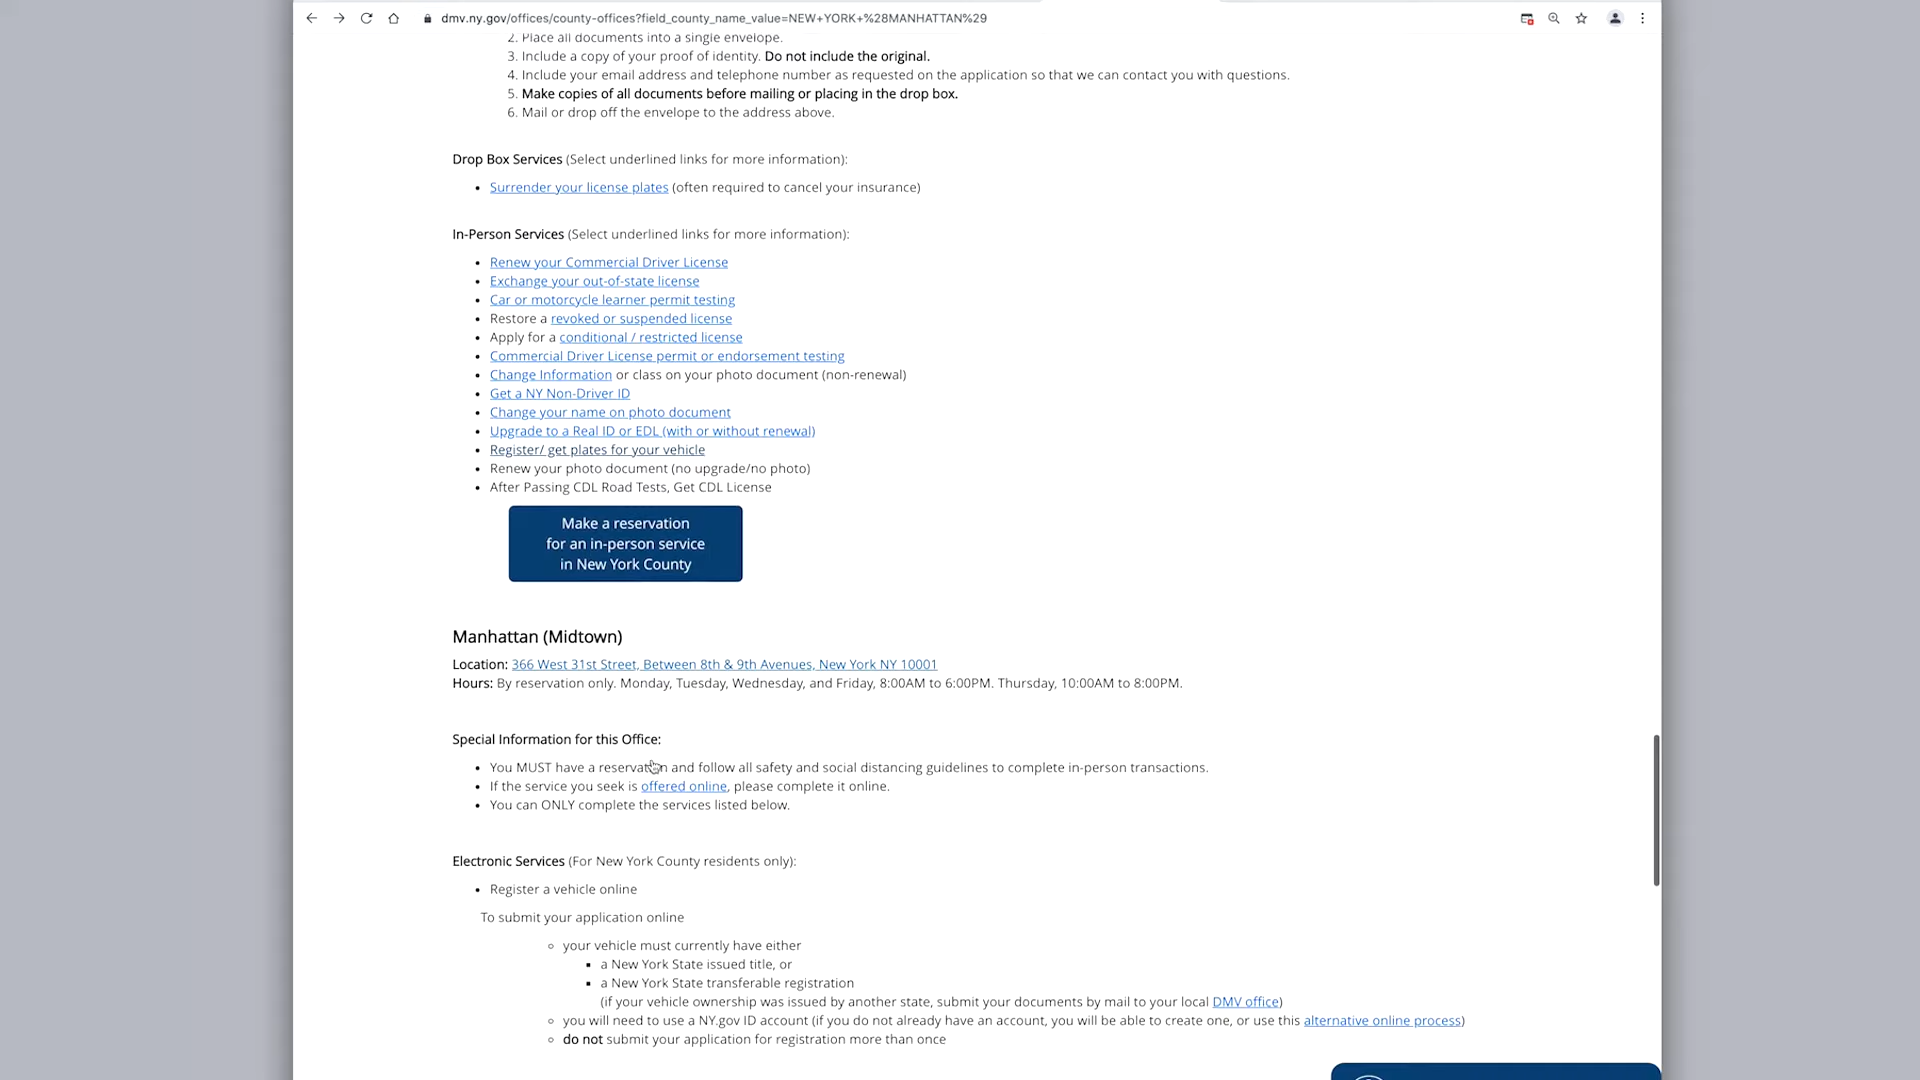 dmv.ny.gov/offices/county-offices?field_county_name_value=NEW+YORK+%28MANHATTAN%29
2. Place all documents into a single envelope.
3. Include a copy of your proof of identity. Do not include the original.
4. Include your email address and telephone number as requested on the application so that we can contact you with questions.
5. Make copies of all documents before mailing or placing in the drop box.
6. Mail or drop off the envelope to the address above.
Drop Box Services (Select underlined links for more information):
• Surrender your license plates (often required to cancel your insurance)
In-Person Services (Select underlined links for more information):
• Renew your Commercial Driver License
• Exchange your out-of-state license
• Car or motorcycle learner permit testing
• Restore a revoked or suspended license
• Apply for a conditional / restricted license
• Commercial Driver License permit or endorsement testing
• Change Information or class on your photo document (non-renewal)
• Get a NY Non-Driver ID
• Change your name on photo document
• Upgrade to a Real ID or EDL (with or without renewal)
• Register/ get plates for your vehicle
• Renew your photo document (no upgrade/no photo)
• After Passing CDL Road Tests, Get CDL License
Make a reservation
for an in-person service
in New York County
Manhattan (Midtown)
Location: 366 West 31st Street, Between 8th & 9th Avenues, New York NY 10001
Hours: By reservation only. Monday, Tuesday, Wednesday, and Friday, 8:00AM to 6:00PM. Thursday, 10:00AM to 8:00PM.
Special Information for this Office:
• You MUST have a reservation and follow all safety and social distancing guidelines to complete in-person transactions.
• If the service you seek is offered online, please complete it online.
• You can ONLY complete the services listed below.
Electronic Services (For New York County residents only):
• Register a vehicle online
To submit your application online
◦ your vehicle must currently have either
▪ a New York State issued title, or
▪ a New York State transferable registration
(if your vehicle ownership was issued by another state, submit your documents by mail to your local DMV office)
◦ you will need to use a NY.gov ID account (if you do not already have an account, you will be able to create one, or use this alternative online process)
◦ do not submit your application for registration more than once